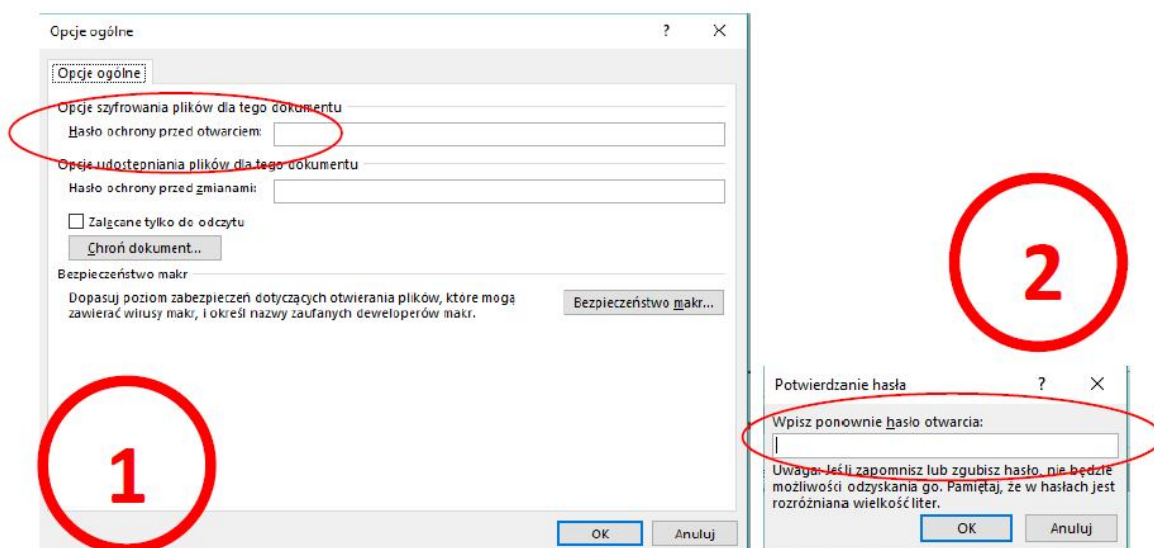 Opcje ogólne ? X
Opcje ogólne
Opcje szyfrowania plików dla tego dokumentu
Hasło ochrony przed otwarciem:
Opcje udostępniania plików dla tego dokumentu
Hasło ochrony przed zmianami:
Zalecane tylko do odczytu
Chroń dokument...
Bezpieczeństwo makr
Dopasuj poziom zabezpieczeń dotyczących otwierania plików, które mogą
zawierać wirusy makr, i określ nazwy zaufanych deweloperów makr.
Bezpieczeństwo makr...
1
OK Anuluj
2
Potwierdzanie hasła ? X
Wpisz ponownie hasło otwarcia:
Uwaga: Jeśli zapomnisz lub zgubisz hasło, nie będzie
możliwości odzyskania go. Pamiętaj, że w hasłach jest
rozróżniana wielkość liter.
OK Anuluj